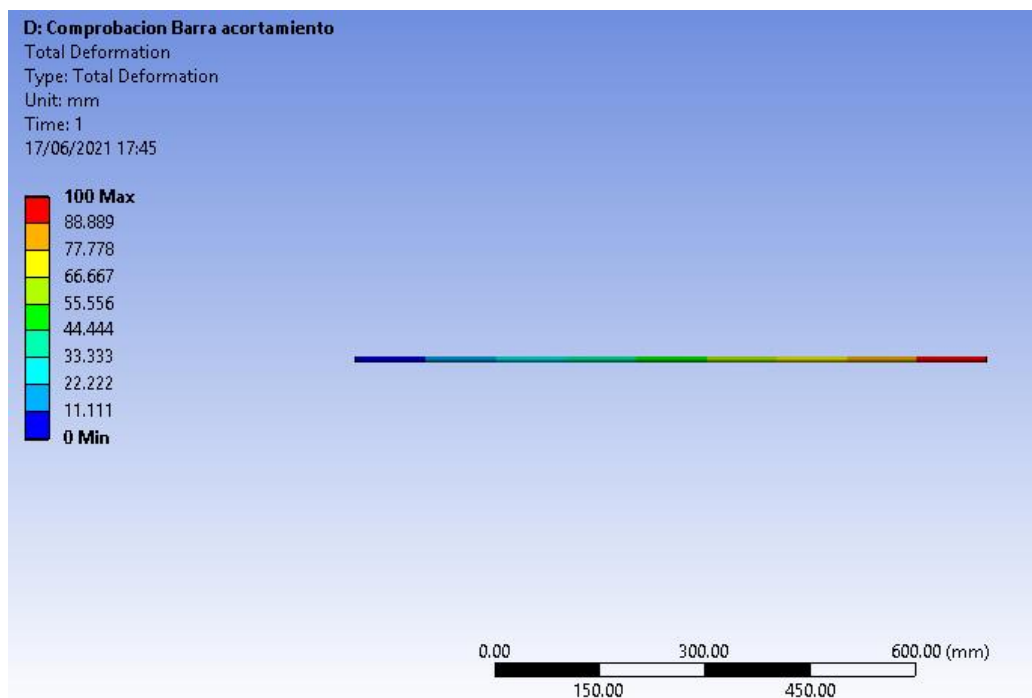 D: Comprobacion Barra acortamiento
Total Deformation
Type: Total Deformation
Unit: mm
Time: 1
17/06/2021 17:45
100 Max
88.889
77.778
66.667
55.556
44.444
33.333
22.222
11.111
0 Min
0.00 300.00 600.00 (mm)
150.00 450.00